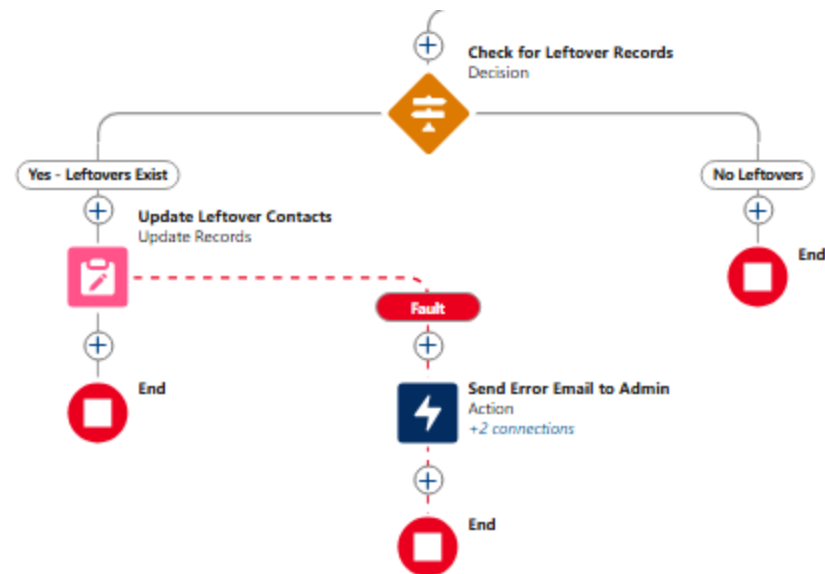 Check for Leftover Records
Decision
Yes - Leftovers Exist
No Leftovers
Update Leftover Contacts
Update Records
End
Fault
End
Send Error Email to Admin
Action
+2 connections
End